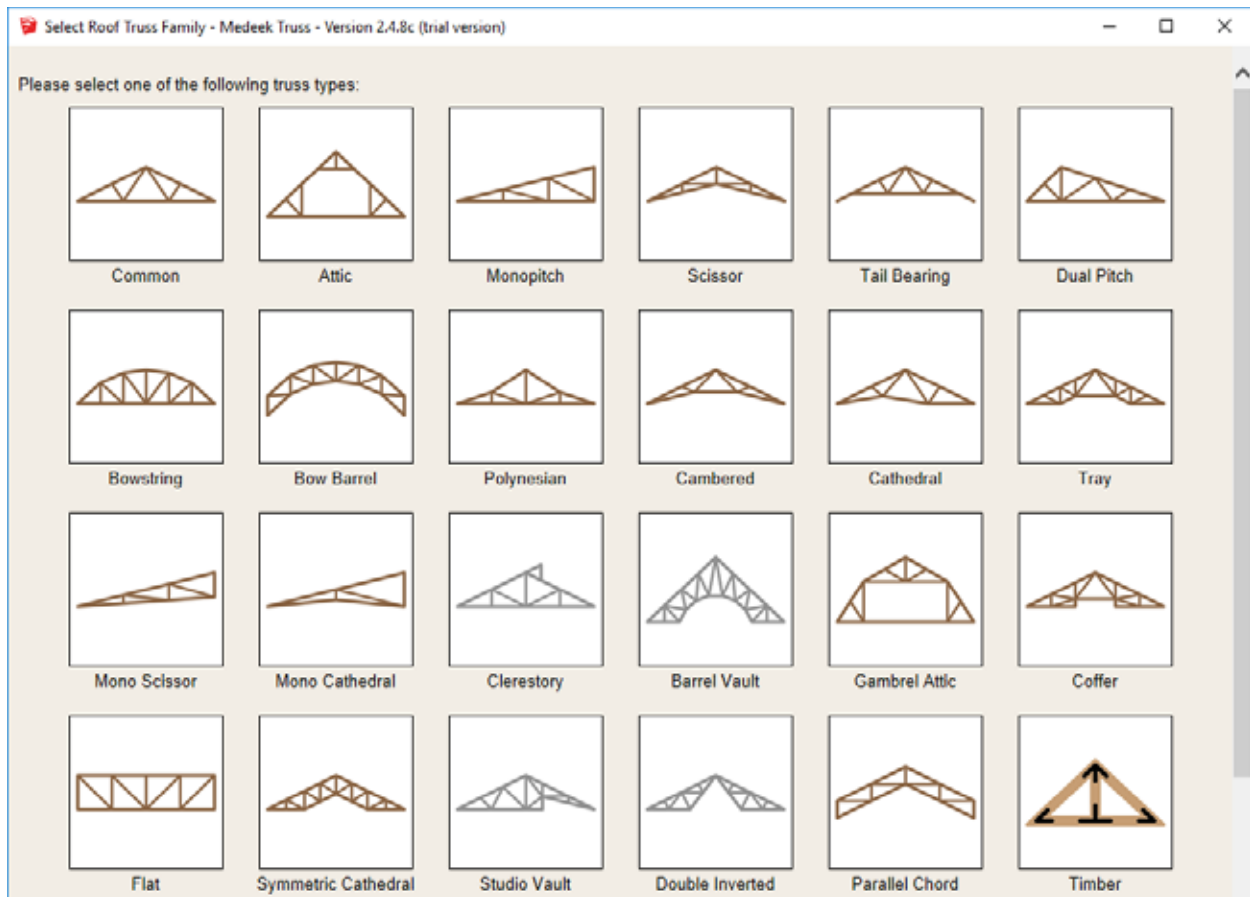 Select Roof Truss Family - Medeek Truss - Version 2.4.8c (trial version)
Please select one of the following truss types:
Common Attic Monopitch Scissor Tail Bearing Dual Pitch
Bowstring Bow Barrel Polynesian Cambered Cathedral Tray
Mono Scissor Mono Cathedral Clerestory Barrel Vault Gambrel Attic Coffer
Flat Symmetric Cathedral Studio Vault Double Inverted Parallel Chord Timber